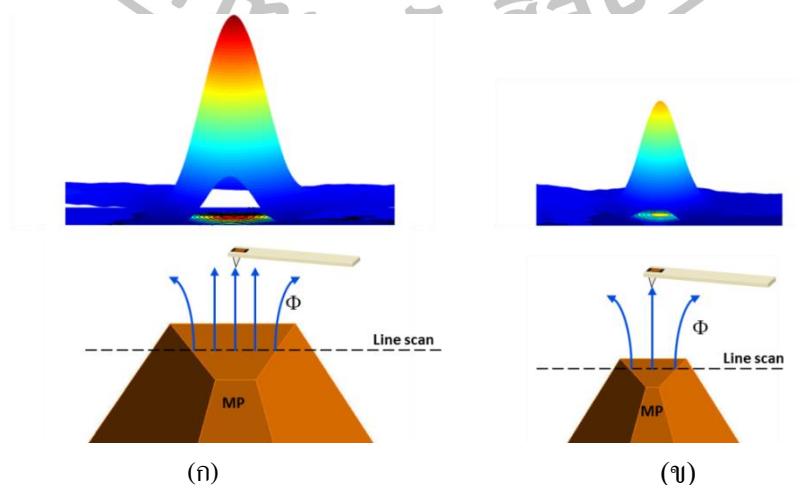 Φ
Line scan
MP
(ก)
Φ
Line scan
MP
(ข)